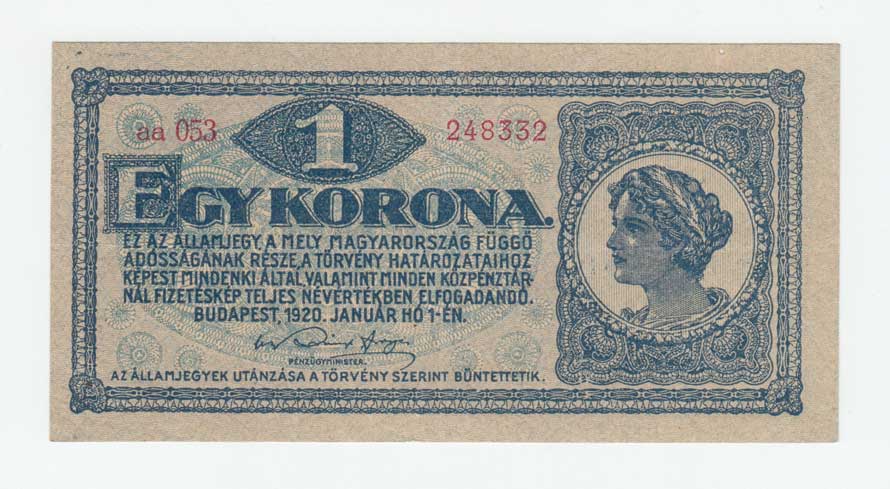 aa 053 1 248332
EGY KORONA.
EZ AZ ÁLLAMJEGY, A MELY MAGYARORSZÁG FÜGGŐ
ADÓSSÁGÁNAK RÉSZE, A TÖRVÉNY HATÁROZATAIHOZ
KÉPEST MINDENKI ÁLTAL, VALAMINT MINDEN KÖZPÉNZTÁR-
NÁL FIZETÉSKÉP TELJES NÉVÉRTÉKBEN ELFOGADANDÓ.
BUDAPEST, 1920. JANUÁR HÓ 1-ÉN.
PÉNZÜGYMINISTER.
AZ ÁLLAMJEGYEK UTÁNZÁSA A TÖRVÉNY SZERINT BÜNTETTETIK.